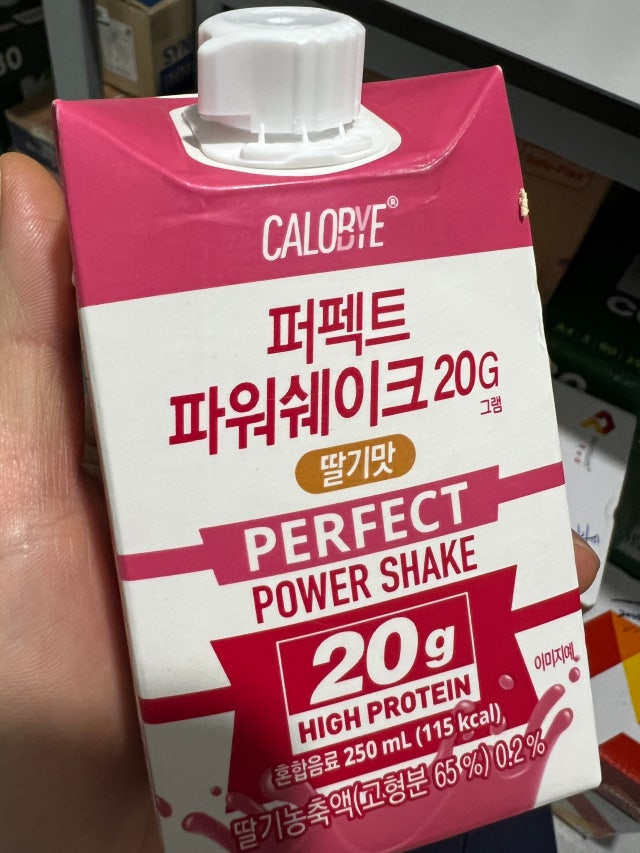 CALOBYE®
퍼펙트
파워쉐이크 20G
그램
딸기맛
PERFECT
POWER SHAKE
20g
HIGH PROTEIN
이미지예
혼합음료 250 mL (115 kcal)
딸기농축액(고형분 65 %) 0.2 %